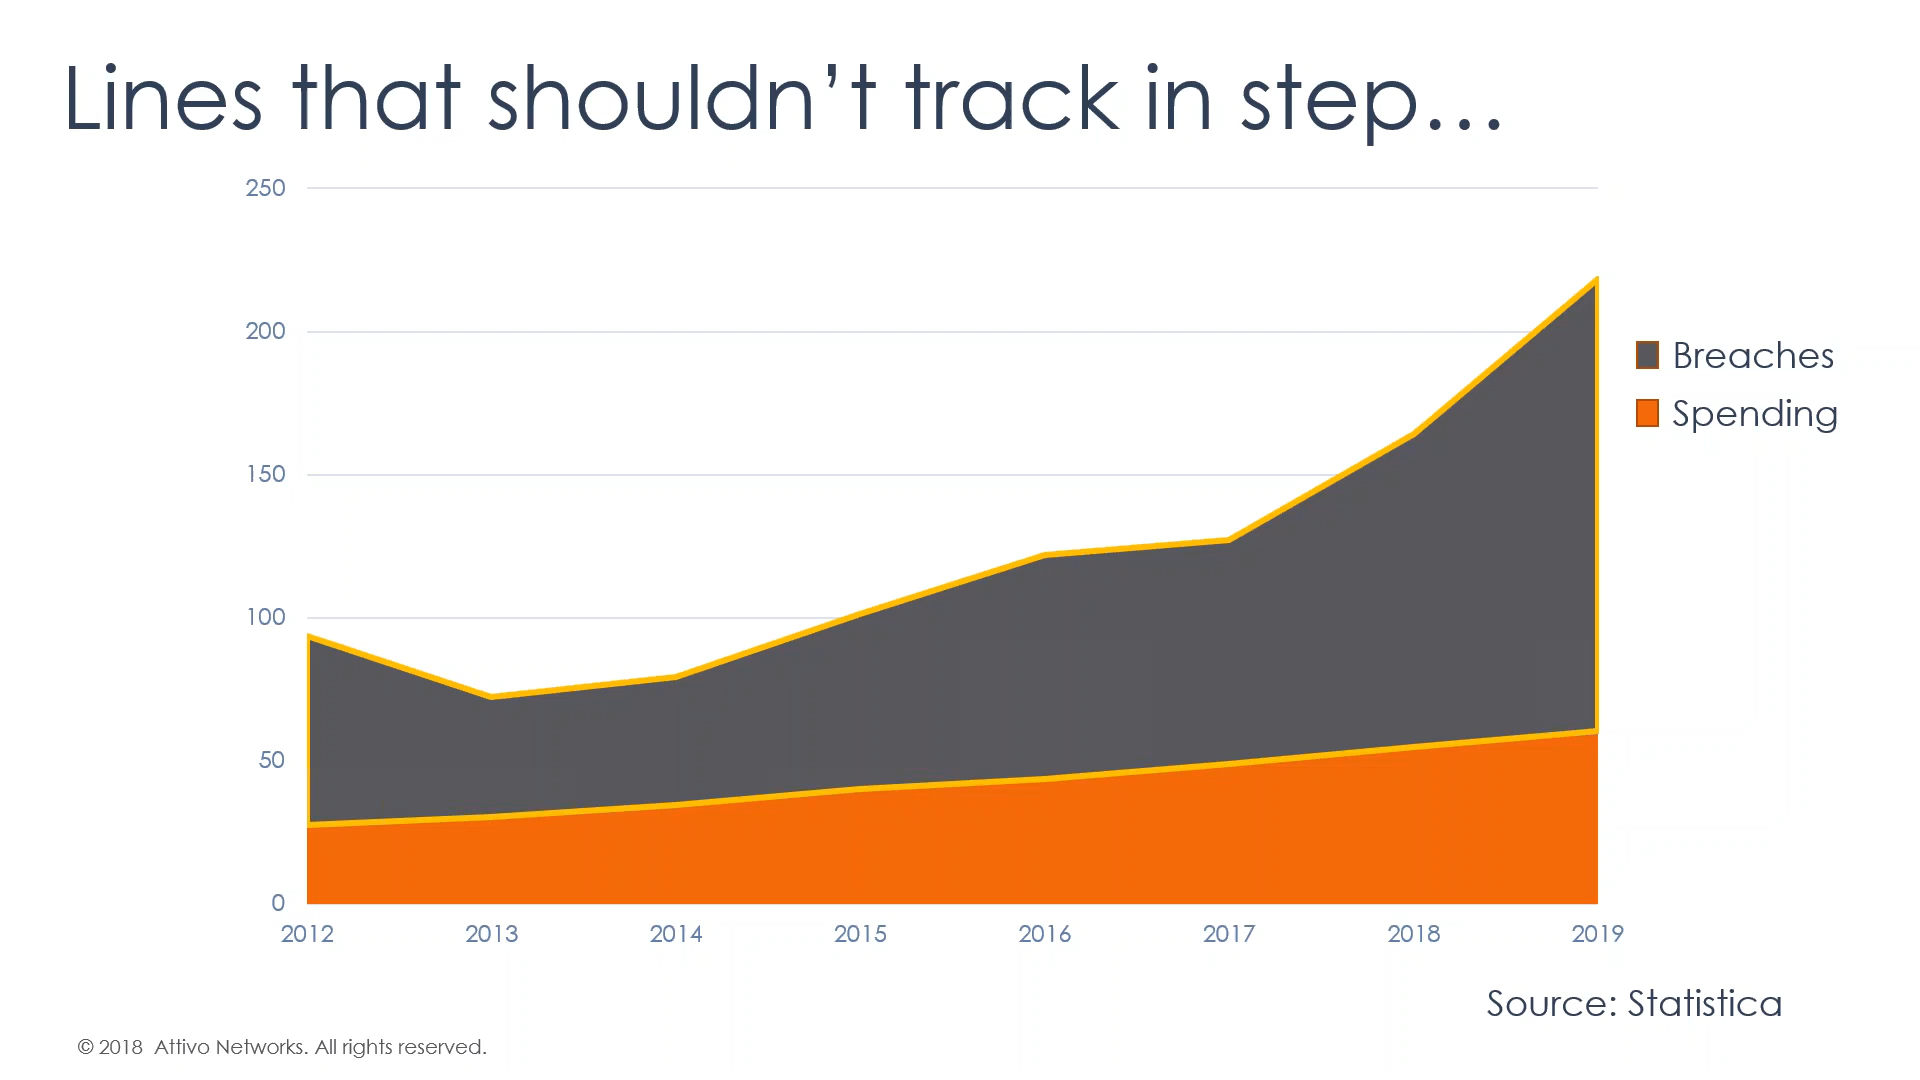 Lines that shouldn’t track in step…
250
200
150
100
50
0
2012 2013 2014 2015 2016 2017 2018 2019
Breaches
Spending
Source: Statistica
© 2018 Attivo Networks. All rights reserved.